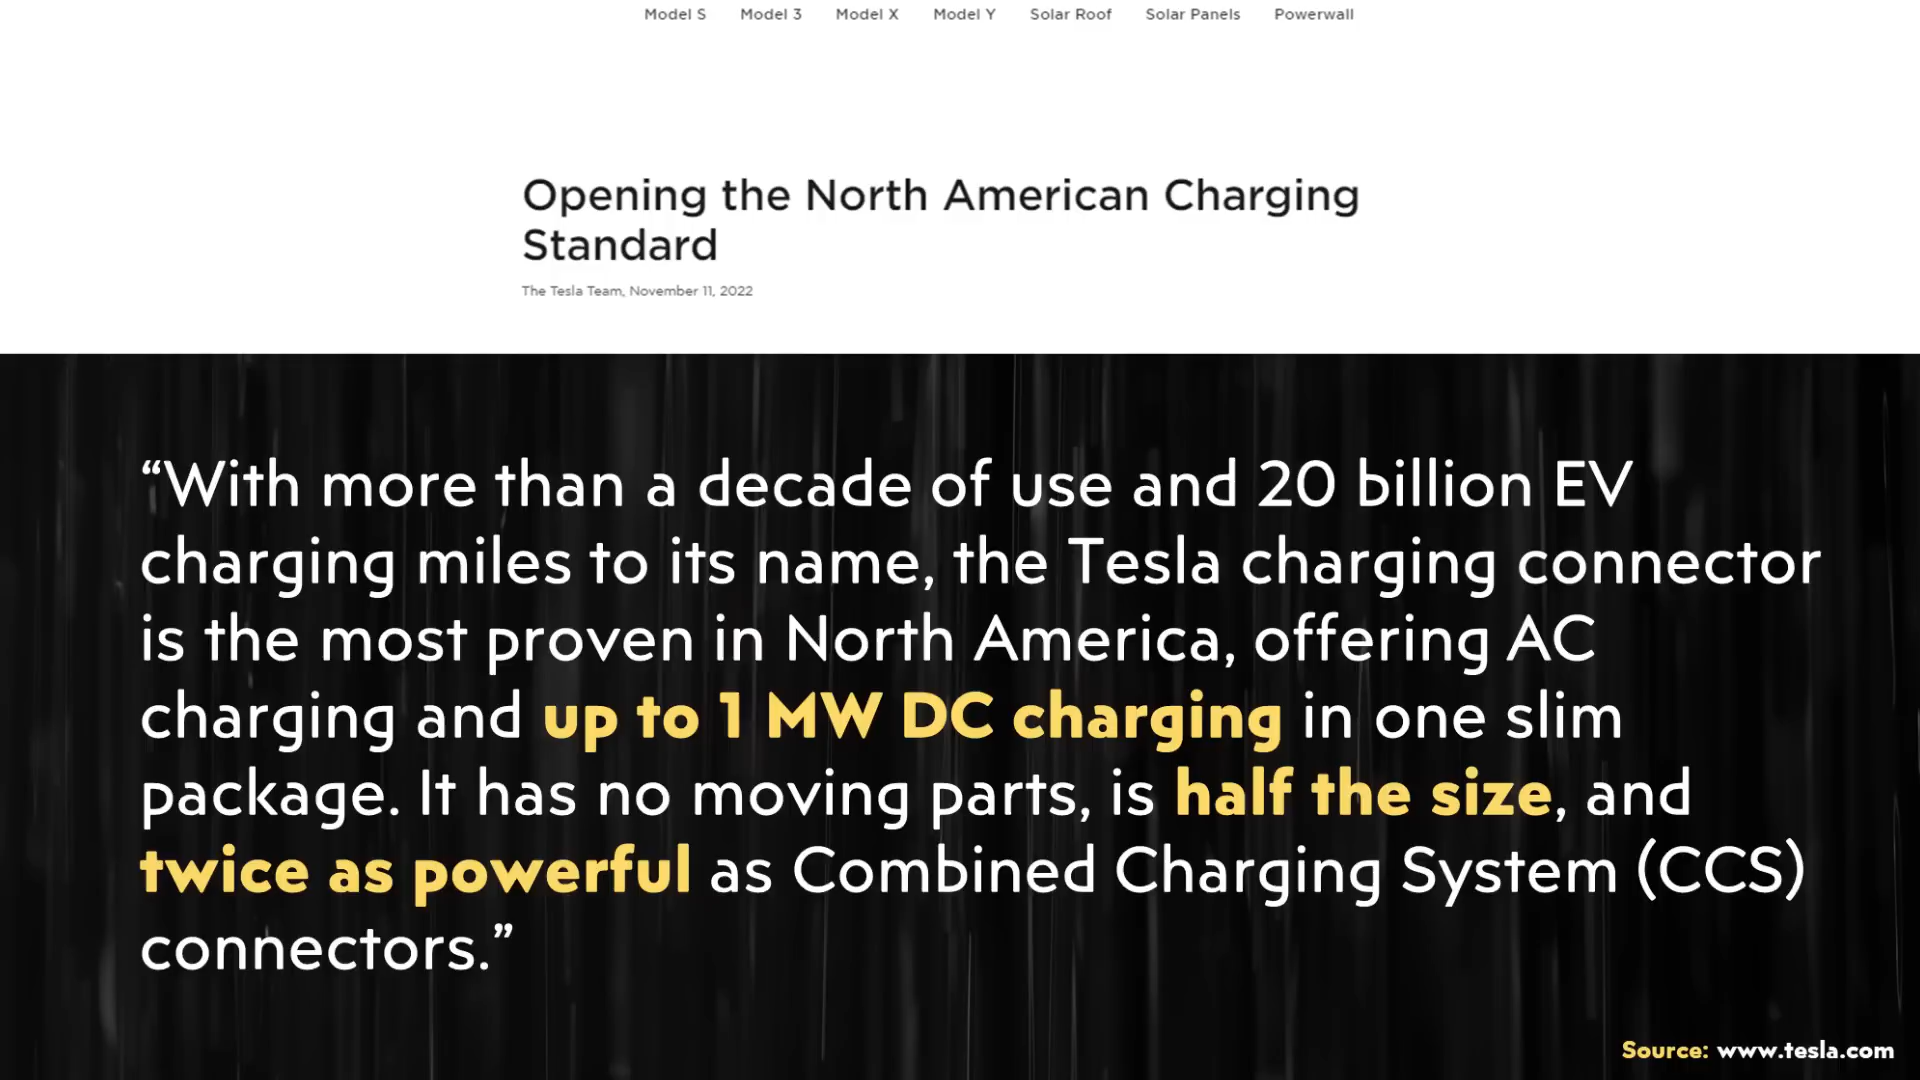 Model S Model 3 Model X Model Y Solar Roof Solar Panels Powerwall
Opening the North American Charging
Standard
The Tesla Team, November 11, 2022
“With more than a decade of use and 20 billion EV
charging miles to its name, the Tesla charging connector
is the most proven in North America, offering AC
charging and up to 1 MW DC charging in one slim
package. It has no moving parts, is half the size, and
twice as powerful as Combined Charging System (CCS)
connectors.”
Source: www.tesla.com